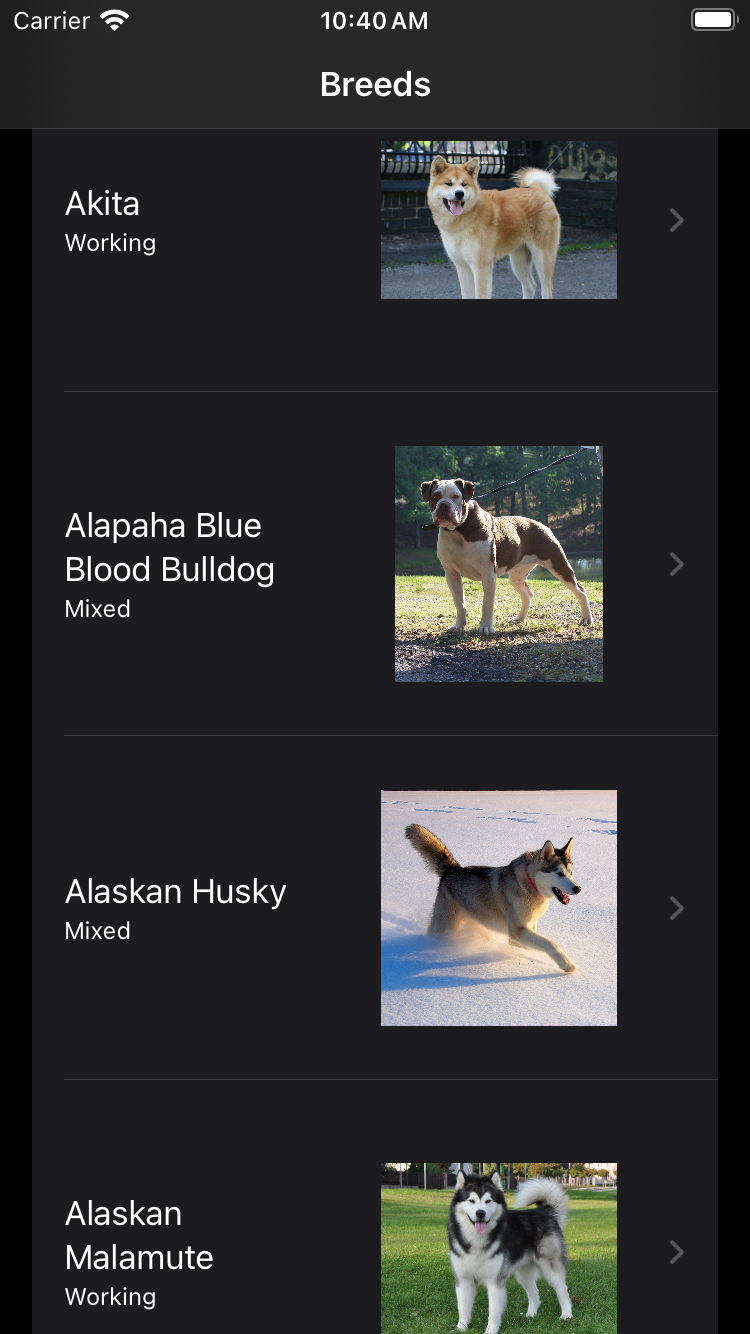 Carrier 10:40 AM
Breeds
Akita
Working
Alapaha Blue
Blood Bulldog
Mixed
Alaskan Husky
Mixed
Alaskan
Malamute
Working